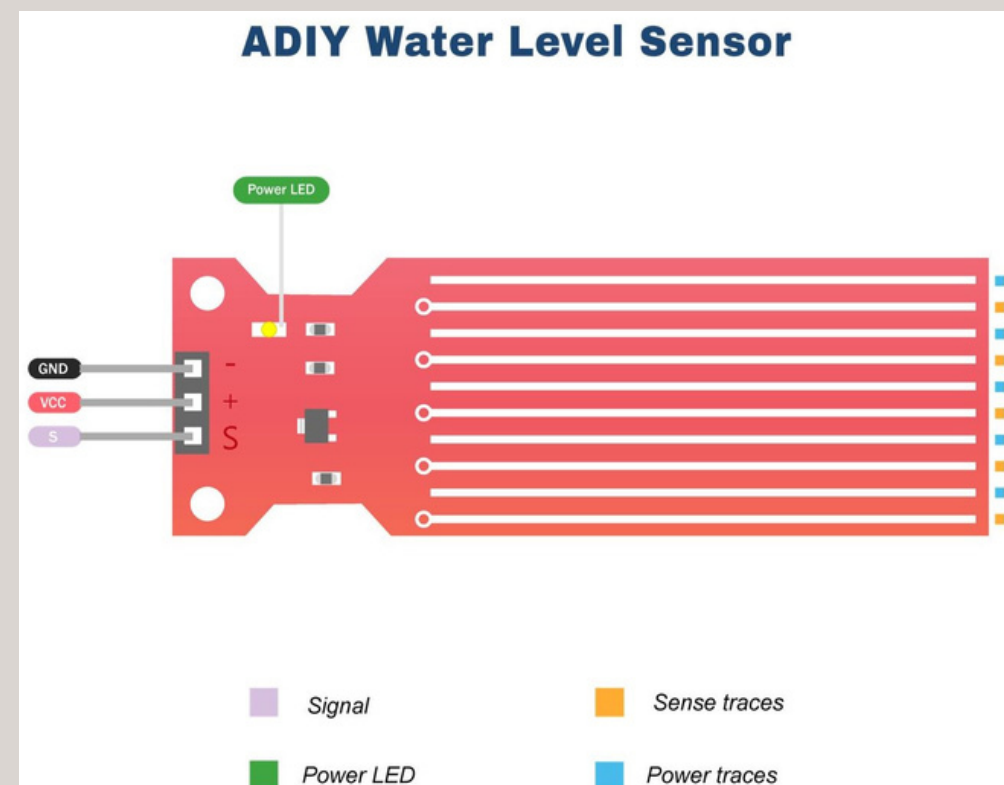 ADIY Water Level Sensor
Power LED
GND
-
VCC
+
S
S
Signal
Sense traces
Power LED
Power traces